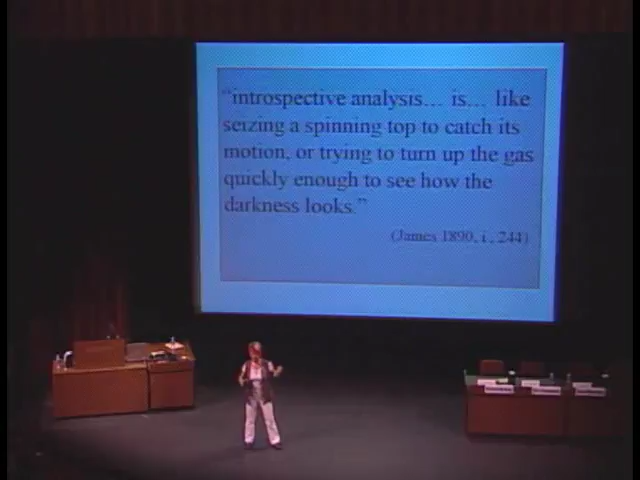 “introspective analysis... is... like
seizing a spinning top to catch its
motion, or trying to turn up the gas
quickly enough to see how the
darkness looks.”
(James 1890, i, 244)